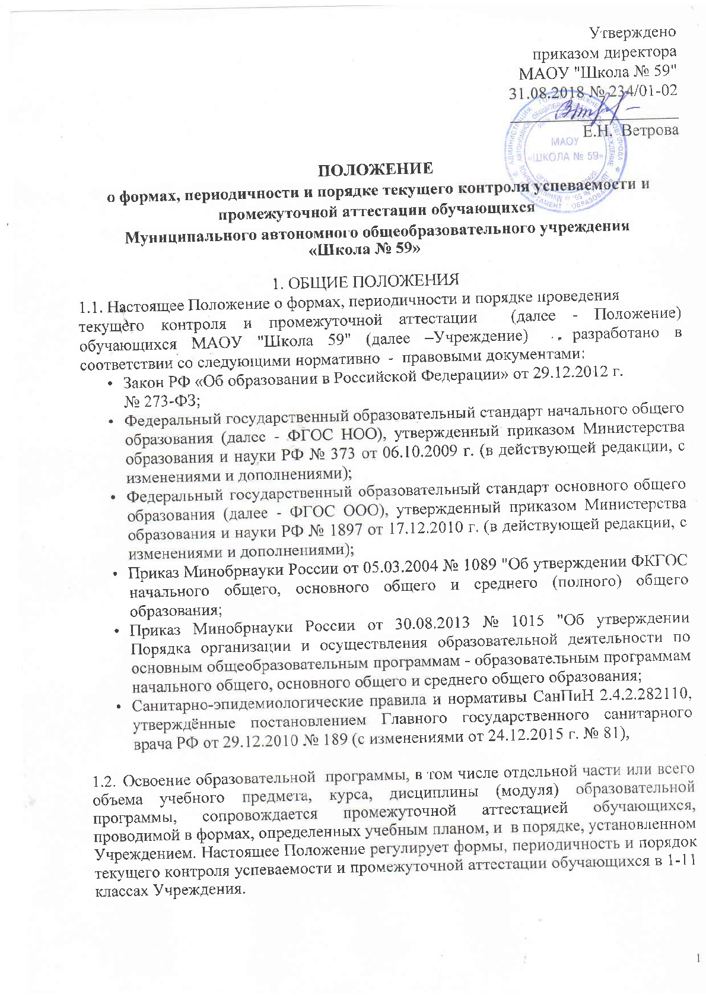 Утверждено
приказом директора
МАОУ "Школа № 59"
31.08.2018 № 234/01-02
Е.Н. Ветрова
МАОУ
«ШКОЛА № 59»
ПОЛОЖЕНИЕ
о формах, периодичности и порядке текущего контроля успеваемости и
промежуточной аттестации обучающихся
Муниципального автономного общеобразовательного учреждения
«Школа № 59»
1. ОБЩИЕ ПОЛОЖЕНИЯ
1.1. Настоящее Положение о формах, периодичности и порядке проведения
текущего контроля и промежуточной аттестации (далее - Положение)
обучающихся МАОУ "Школа 59" (далее –Учреждение) , разработано в
соответствии со следующими нормативно - правовыми документами:
• Закон РФ «Об образовании в Российской Федерации» от 29.12.2012 г.
№ 273-ФЗ;
• Федеральный государственный образовательный стандарт начального общего
образования (далее - ФГОС НОО), утвержденный приказом Министерства
образования и науки РФ № 373 от 06.10.2009 г. (в действующей редакции, с
изменениями и дополнениями);
• Федеральный государственный образовательный стандарт основного общего
образования (далее - ФГОС ООО), утвержденный приказом Министерства
образования и науки РФ № 1897 от 17.12.2010 г. (в действующей редакции, с
изменениями и дополнениями);
• Приказ Минобрнауки России от 05.03.2004 № 1089 "Об утверждении ФКГОС
начального общего, основного общего и среднего (полного) общего
образования;
• Приказ Минобрнауки России от 30.08.2013 № 1015 "Об утверждении
Порядка организации и осуществления образовательной деятельности по
основным общеобразовательным программам - образовательным программам
начального общего, основного общего и среднего общего образования;
• Санитарно-эпидемиологические правила и нормативы СанПиН 2.4.2.282110,
утверждённые постановлением Главного государственного санитарного
врача РФ от 29.12.2010 № 189 (с изменениями от 24.12.2015 г. № 81),
1.2. Освоение образовательной программы, в том числе отдельной части или всего
объема учебного предмета, курса, дисциплины (модуля) образовательной
программы, сопровождается промежуточной аттестацией обучающихся,
проводимой в формах, определенных учебным планом, и в порядке, установленном
Учреждением. Настоящее Положение регулирует формы, периодичность и порядок
текущего контроля успеваемости и промежуточной аттестации обучающихся в 1-11
классах Учреждения.
1